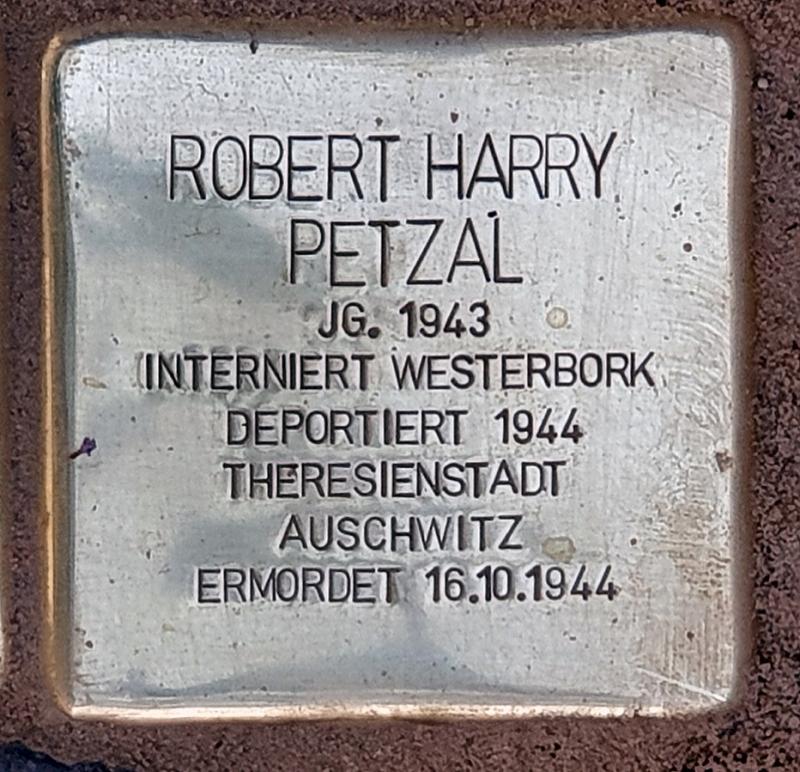 ROBERT HARRY
PETZAL
JG. 1943
INTERNIERT WESTERBORK
DEPORTIERT 1944
THERESIENSTADT
AUSCHWITZ
ERMORDET 16.10.1944